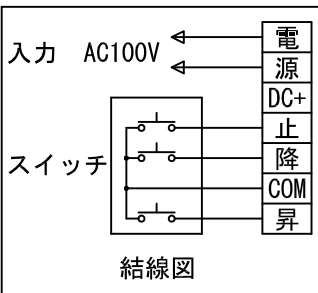 入力 AC100V
電
源
DC+
止
降
COM
昇
スイッチ
結線図